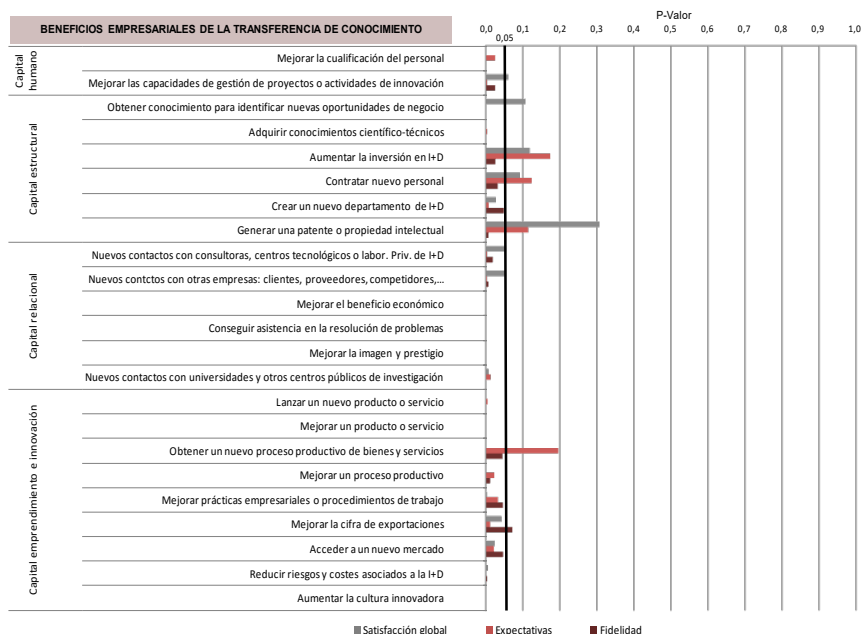 BENEFICIOS EMPRESARIALES DE LA TRANSFERENCIA DE CONOCIMIENTO
P-Valor
0,0 0,1 0,2 0,3 0,4 0,5 0,6 0,7 0,8 0,9 1,0
0,05
Capital humano
Mejorar la cualificación del personal
Mejorar las capacidades de gestión de proyectos o actividades de innovación
Capital estructural
Obtener conocimiento para identificar nuevas oportunidades de negocio
Adquirir conocimientos científico-técnicos
Aumentar la inversión en I+D
Contratar nuevo personal
Crear un nuevo departamento de I+D
Generar una patente o propiedad intelectual
Capital relacional
Nuevos contactos con consultoras, centros tecnológicos o labor. Priv. de I+D
Nuevos contctos con otras empresas: clientes, proveedores, competidores,...
Mejorar el beneficio económico
Conseguir asistencia en la resolución de problemas
Mejorar la imagen y prestigio
Nuevos contactos con universidades y otros centros públicos de investigación
Capital emprendimiento e innovación
Lanzar un nuevo producto o servicio
Mejorar un producto o servicio
Obtener un nuevo proceso productivo de bienes y servicios
Mejorar un proceso productivo
Mejorar prácticas empresariales o procedimientos de trabajo
Mejorar la cifra de exportaciones
Acceder a un nuevo mercado
Reducir riesgos y costes asociados a la I+D
Aumentar la cultura innovadora
Satisfacción global Expectativas Fidelidad